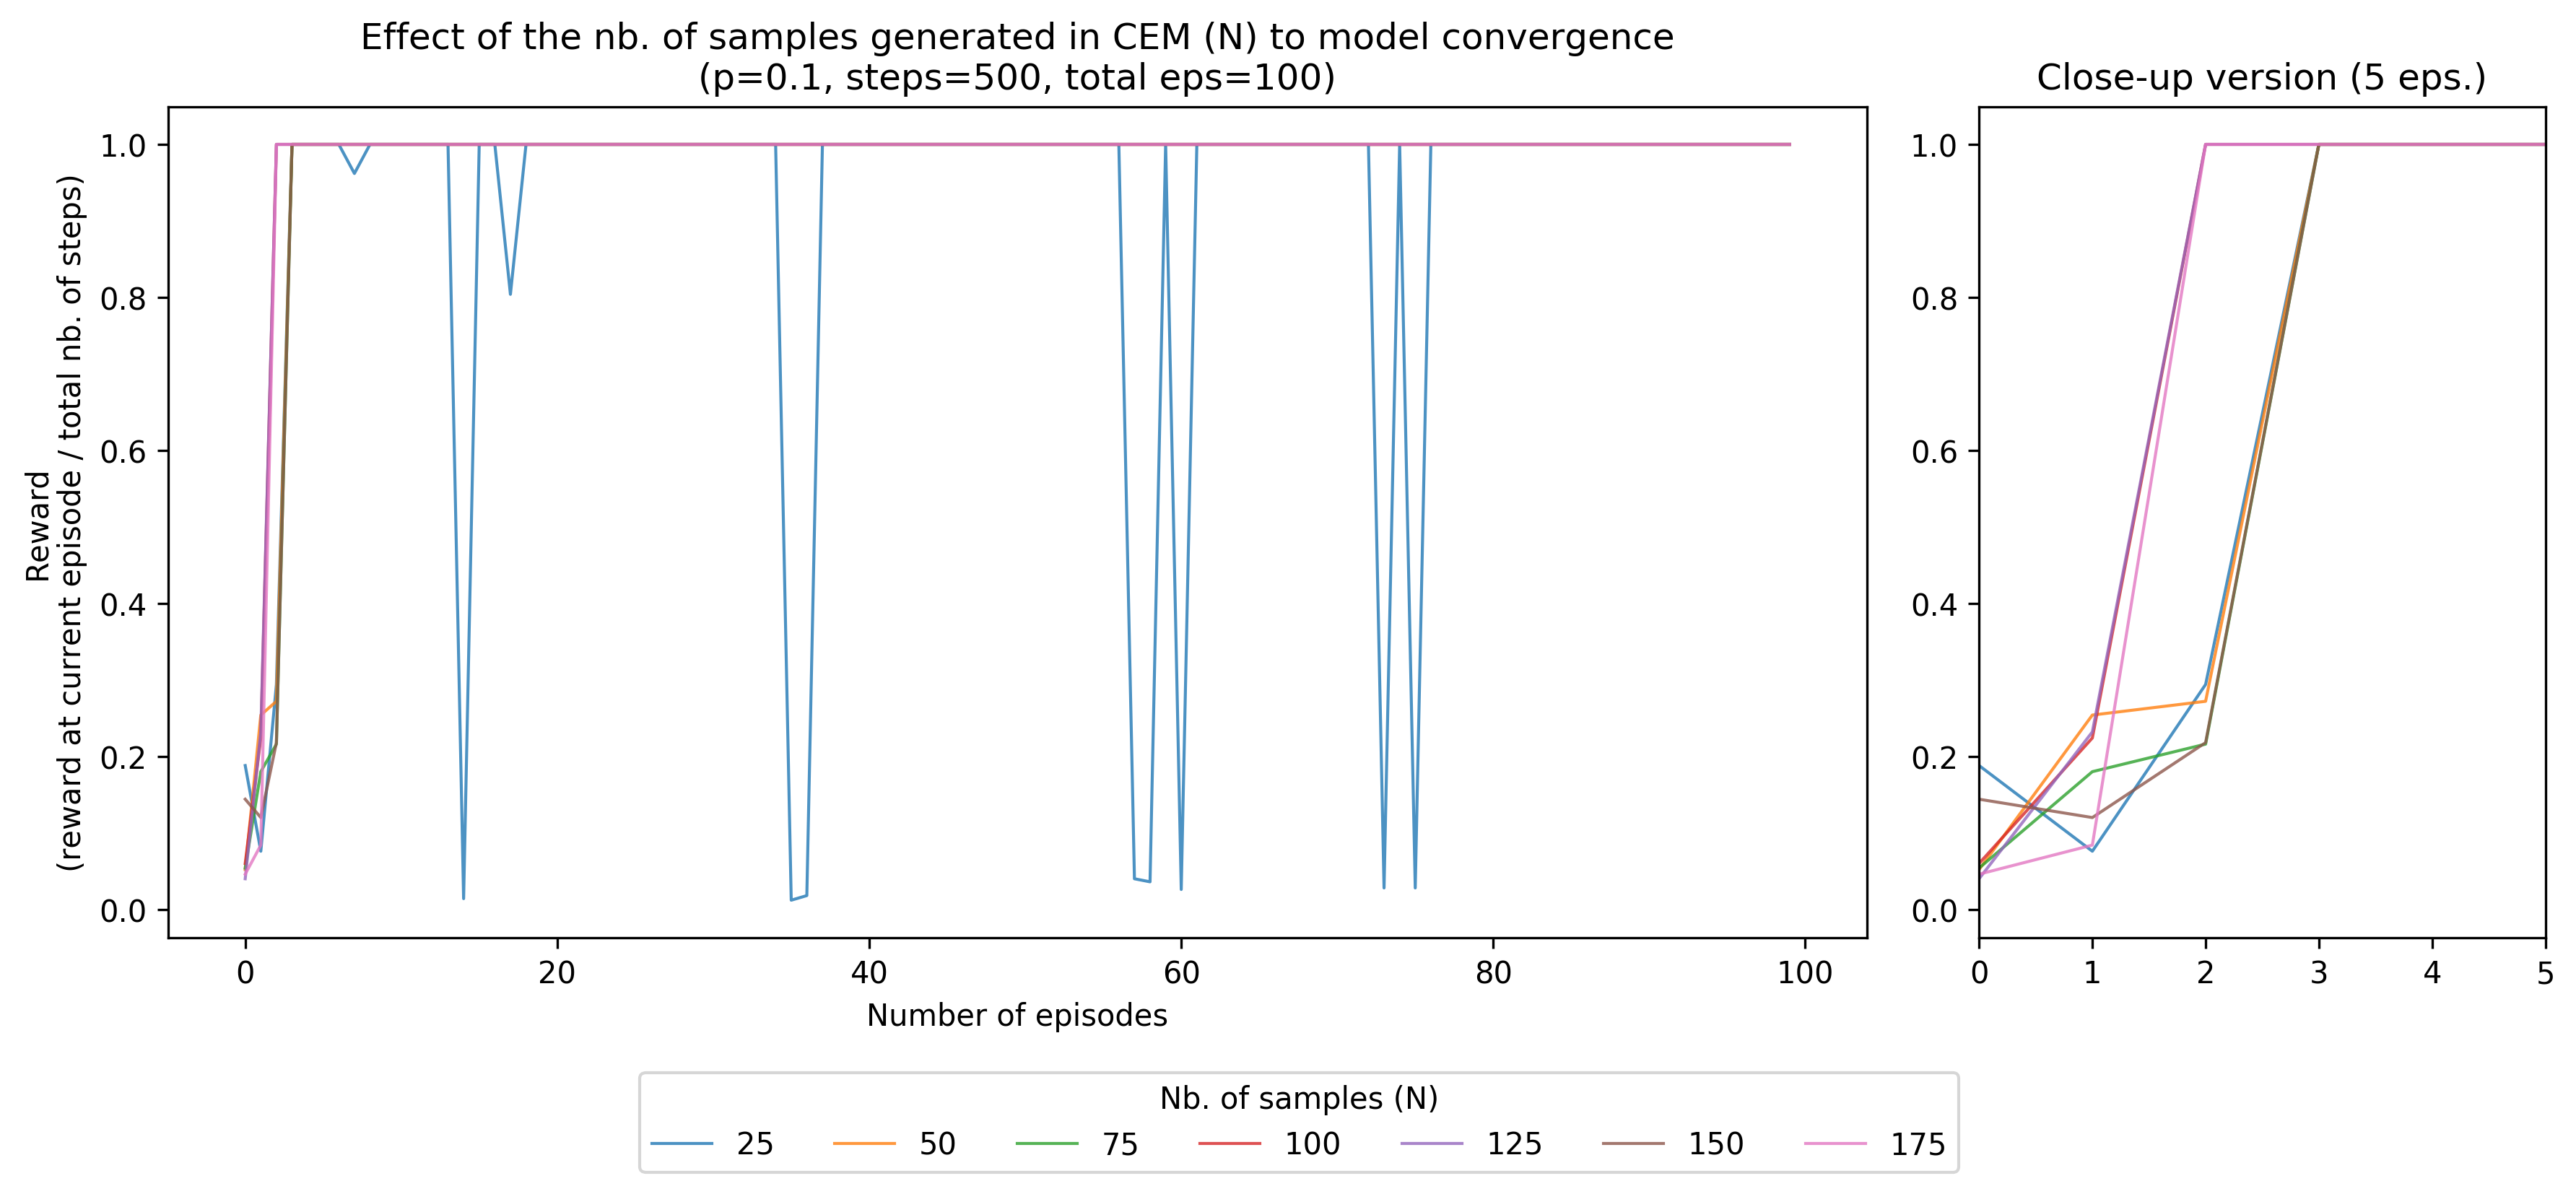 Effect of the nb. of samples generated in CEM (N) to model convergence
(p=0.1, steps=500, total eps=100)
Reward
(reward at current episode / total nb. of steps)
1.0
0.8
0.6
0.4
0.2
0.0
0 20 40 60 80 100
Number of episodes
Close-up version (5 eps.)
1.0
0.8
0.6
0.4
0.2
0.0
0 1 2 3 4 5
Nb. of samples (N)
25 50 75 100 125 150 175